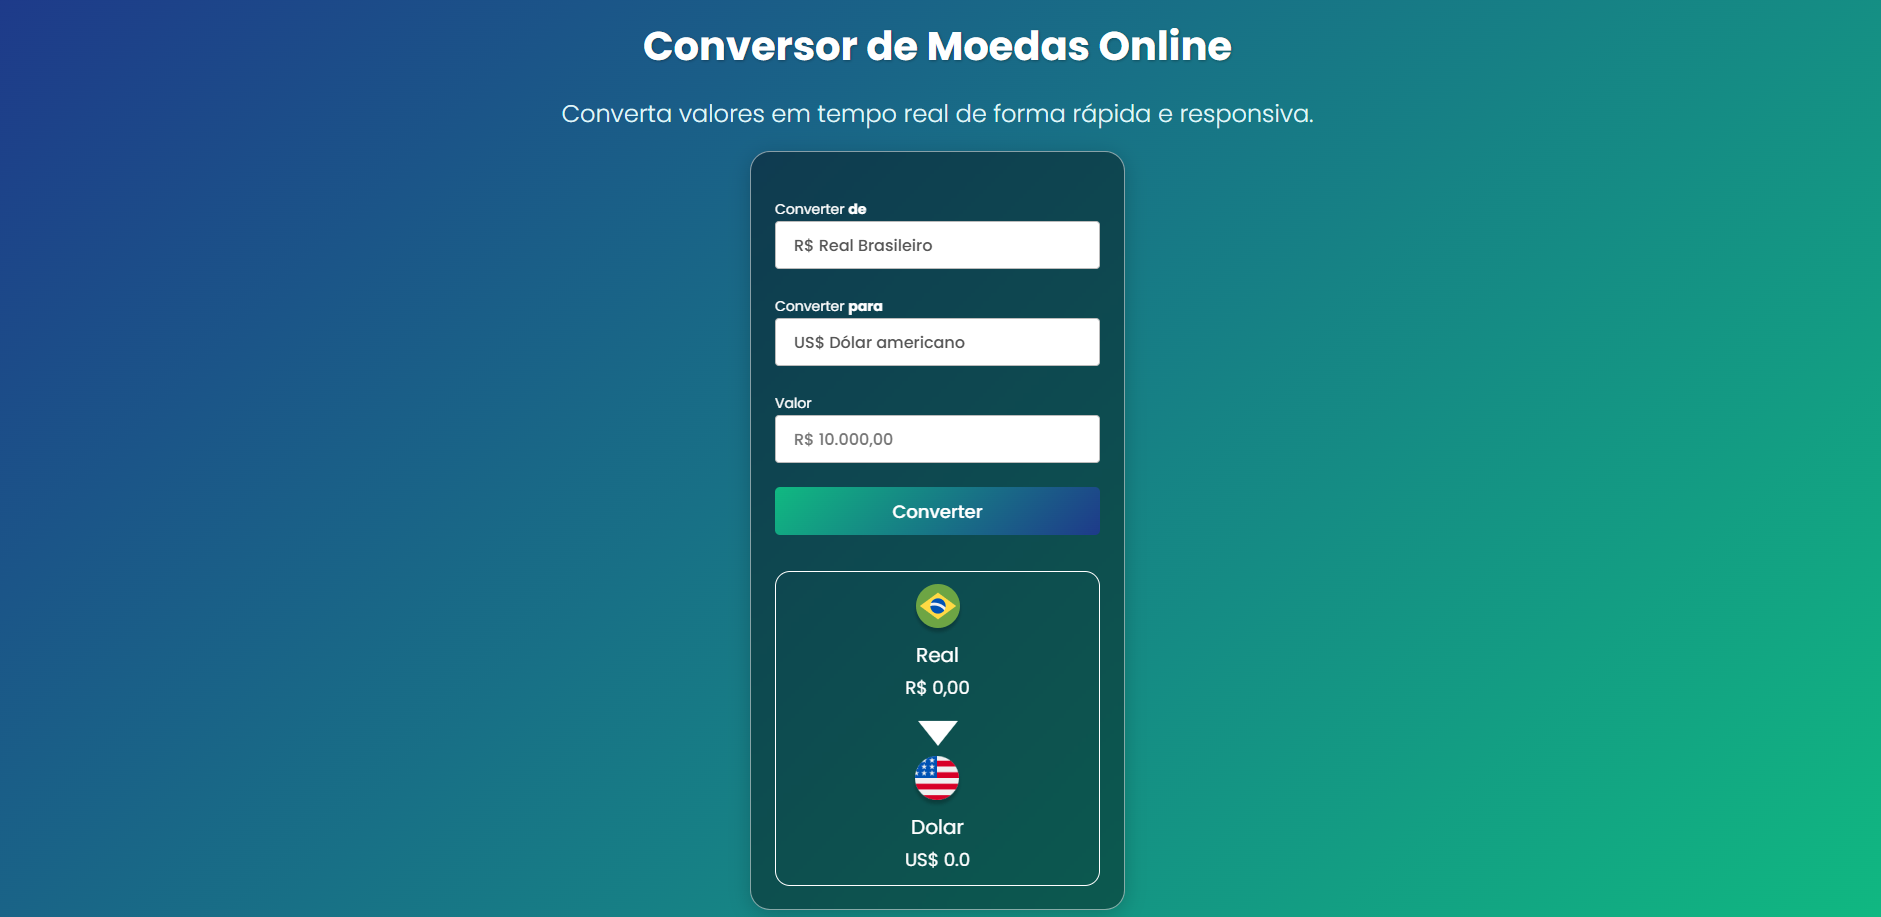 Conversor de Moedas Online
Converta valores em tempo real de forma rápida e responsiva.
Converter de
R$ Real Brasileiro
Converter para
US$ Dólar americano
Valor
R$ 10.000,00
Converter
Real
R$ 0,00
Dolar
US$ 0.0